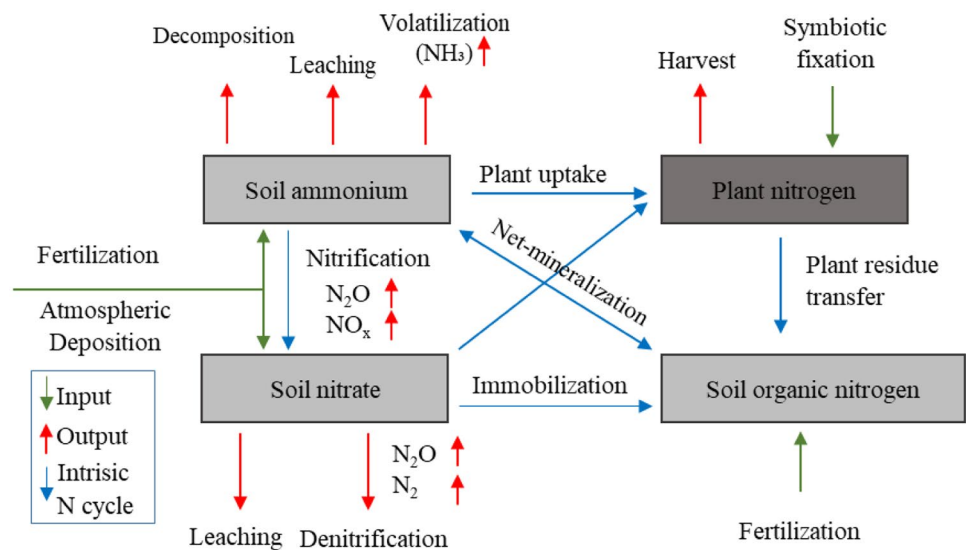 Decomposition
Leaching
Volatilization
(NH₃)
Harvest
Symbiotic
fixation
Soil ammonium
Plant uptake
Plant nitrogen
Fertilization
Atmospheric
Deposition
Nitrification
N₂O
NOₓ
Net-mineralization
Plant residue
transfer
Soil nitrate
Immobilization
Soil organic nitrogen
Input
Output
Intrisic
N cycle
N₂O
N₂
Leaching
Denitrification
Fertilization